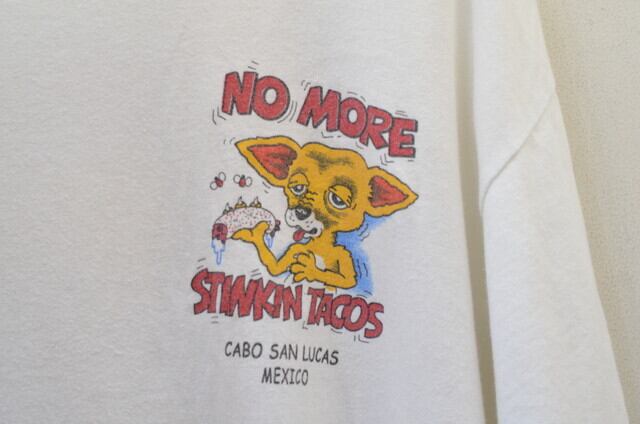 NO MORE
STINKIN TACOS
CABO SAN LUCAS
MEXICO